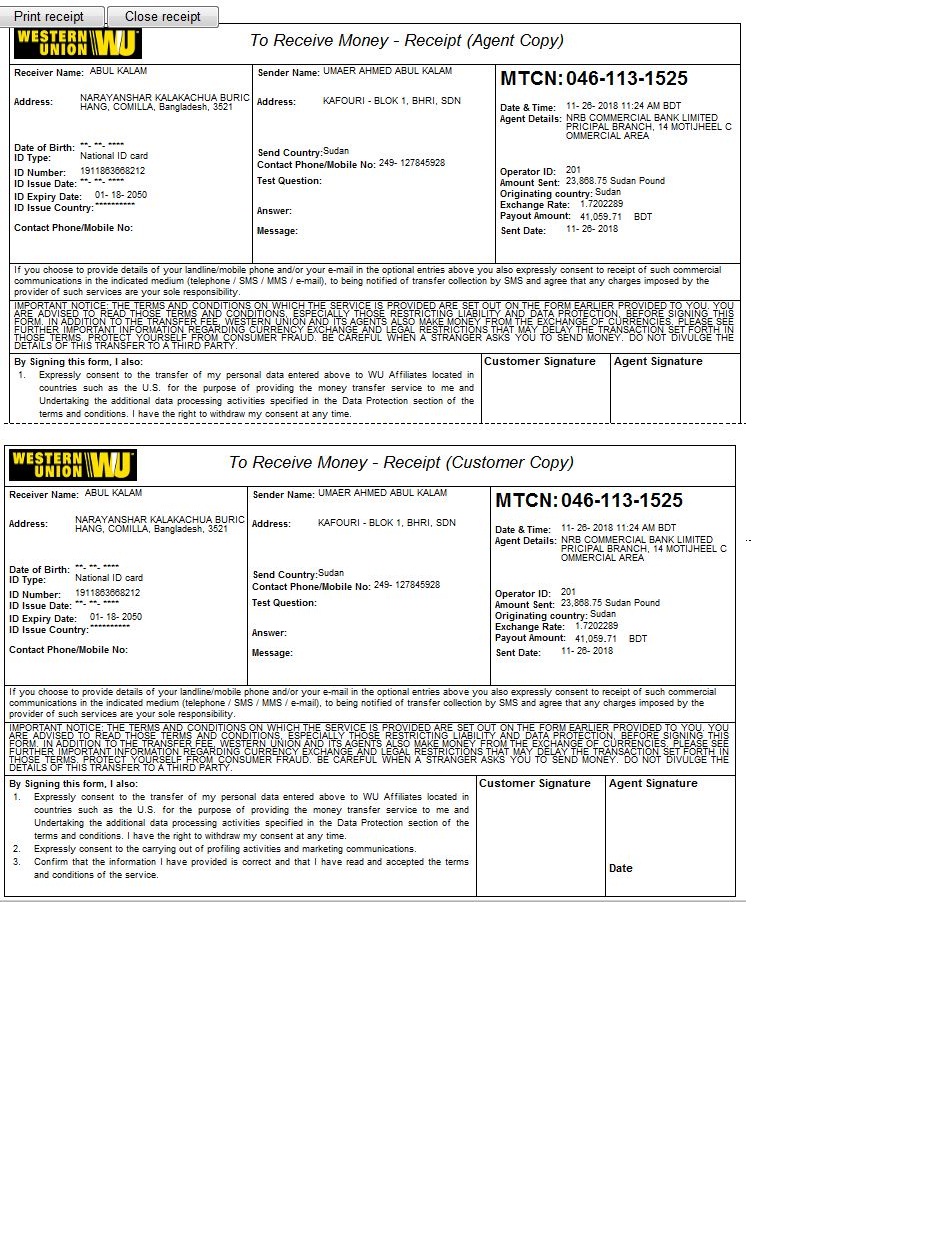 Print receipt Close receipt
WESTERN UNION WU
To Receive Money - Receipt (Agent Copy)
Receiver Name: ABUL KALAM
Address: NARAYANSHAR KALAKACHUA BURIC
HANG, COMILLA, Bangladesh, 3521
Date of Birth: **- **- ****
ID Type: National ID card
ID Number: 1911863668212
ID Issue Date: **- **- ****
ID Expiry Date: 01- 18- 2050
ID Issue Country: **********
Contact Phone/Mobile No:
Sender Name: UMAER AHMED ABUL KALAM
Address: KAFOURI - BLOK 1, BHRI, SDN
Send Country: Sudan
Contact Phone/Mobile No: 249- 127845928
Test Question:
Answer:
Message:
MTCN: 046-113-1525
Date & Time: 11- 26- 2018 11:24 AM BDT
Agent Details: NRB COMMERCIAL BANK LIMITED
PRICIPAL BRANCH, 14 MOTIJHEEL C
OMMERCIAL AREA
Operator ID: 201
Amount Sent: 23,868.75 Sudan Pound
Originating country: Sudan
Exchange Rate: 1.7202289
Payout Amount: 41,059.71 BDT
Sent Date: 11- 26- 2018
If you choose to provide details of your landline/mobile phone and/or your e-mail in the optional entries above you also expressly consent to receipt of such commercial
communications in the indicated medium (telephone / SMS / MMS / e-mail), to being notified of transfer collection by SMS and agree that any charges imposed by the
provider of such services are your sole responsibility.
IMPORTANT NOTICE: THE TERMS AND CONDITIONS ON WHICH THE SERVICE IS PROVIDED ARE SET OUT ON THE FORM EARLIER PROVIDED TO YOU. YOU
ARE ADVISED TO READ THOSE TERMS AND CONDITIONS, ESPECIALLY THOSE RESTRICTING LIABILITY AND DATA PROTECTION, BEFORE SIGNING THIS
FORM. IN ADDITION TO THE TRANSFER FEE, WESTERN UNION AND ITS AGENTS ALSO MAKE MONEY FROM THE EXCHANGE OF CURRENCIES. PLEASE SEE
FURTHER IMPORTANT INFORMATION REGARDING CURRENCY EXCHANGE AND LEGAL RESTRICTIONS THAT MAY DELAY THE TRANSACTION SET FORTH IN
THOSE TERMS. PROTECT YOURSELF FROM CONSUMER FRAUD. BE CAREFUL WHEN A STRANGER ASKS YOU TO SEND MONEY. DO NOT DIVULGE THE
DETAILS OF THIS TRANSFER TO A THIRD PARTY.
By Signing this form, I also:
1. Expressly consent to the transfer of my personal data entered above to WU Affiliates located in
countries such as the U.S. for the purpose of providing the money transfer service to me and
Undertaking the additional data processing activities specified in the Data Protection section of the
terms and conditions. I have the right to withdraw my consent at any time.
Customer Signature
Agent Signature
WESTERN UNION WU
To Receive Money - Receipt (Customer Copy)
Receiver Name: ABUL KALAM
Address: NARAYANSHAR KALAKACHUA BURIC
HANG, COMILLA, Bangladesh, 3521
Date of Birth: **- **- ****
ID Type: National ID card
ID Number: 1911863668212
ID Issue Date: **- **- ****
ID Expiry Date: 01- 18- 2050
ID Issue Country: **********
Contact Phone/Mobile No:
Sender Name: UMAER AHMED ABUL KALAM
Address: KAFOURI - BLOK 1, BHRI, SDN
Send Country: Sudan
Contact Phone/Mobile No: 249- 127845928
Test Question:
Answer:
Message:
MTCN: 046-113-1525
Date & Time: 11- 26- 2018 11:24 AM BDT
Agent Details: NRB COMMERCIAL BANK LIMITED
PRICIPAL BRANCH, 14 MOTIJHEEL C
OMMERCIAL AREA
Operator ID: 201
Amount Sent: 23,868.75 Sudan Pound
Originating country: Sudan
Exchange Rate: 1.7202289
Payout Amount: 41,059.71 BDT
Sent Date: 11- 26- 2018
If you choose to provide details of your landline/mobile phone and/or your e-mail in the optional entries above you also expressly consent to receipt of such commercial
communications in the indicated medium (telephone / SMS / MMS / e-mail), to being notified of transfer collection by SMS and agree that any charges imposed by the
provider of such services are your sole responsibility.
IMPORTANT NOTICE: THE TERMS AND CONDITIONS ON WHICH THE SERVICE IS PROVIDED ARE SET OUT ON THE FORM EARLIER PROVIDED TO YOU. YOU
ARE ADVISED TO READ THOSE TERMS AND CONDITIONS, ESPECIALLY THOSE RESTRICTING LIABILITY AND DATA PROTECTION, BEFORE SIGNING THIS
FORM. IN ADDITION TO THE TRANSFER FEE, WESTERN UNION AND ITS AGENTS ALSO MAKE MONEY FROM THE EXCHANGE OF CURRENCIES. PLEASE SEE
FURTHER IMPORTANT INFORMATION REGARDING CURRENCY EXCHANGE AND LEGAL RESTRICTIONS THAT MAY DELAY THE TRANSACTION SET FORTH IN
THOSE TERMS. PROTECT YOURSELF FROM CONSUMER FRAUD. BE CAREFUL WHEN A STRANGER ASKS YOU TO SEND MONEY. DO NOT DIVULGE THE
DETAILS OF THIS TRANSFER TO A THIRD PARTY.
By Signing this form, I also:
1. Expressly consent to the transfer of my personal data entered above to WU Affiliates located in
countries such as the U.S. for the purpose of providing the money transfer service to me and
Undertaking the additional data processing activities specified in the Data Protection section of the
terms and conditions. I have the right to withdraw my consent at any time.
2. Expressly consent to the carrying out of profiling activities and marketing communications.
3. Confirm that the information I have provided is correct and that I have read and accepted the terms
and conditions of the service.
Customer Signature
Agent Signature
Date